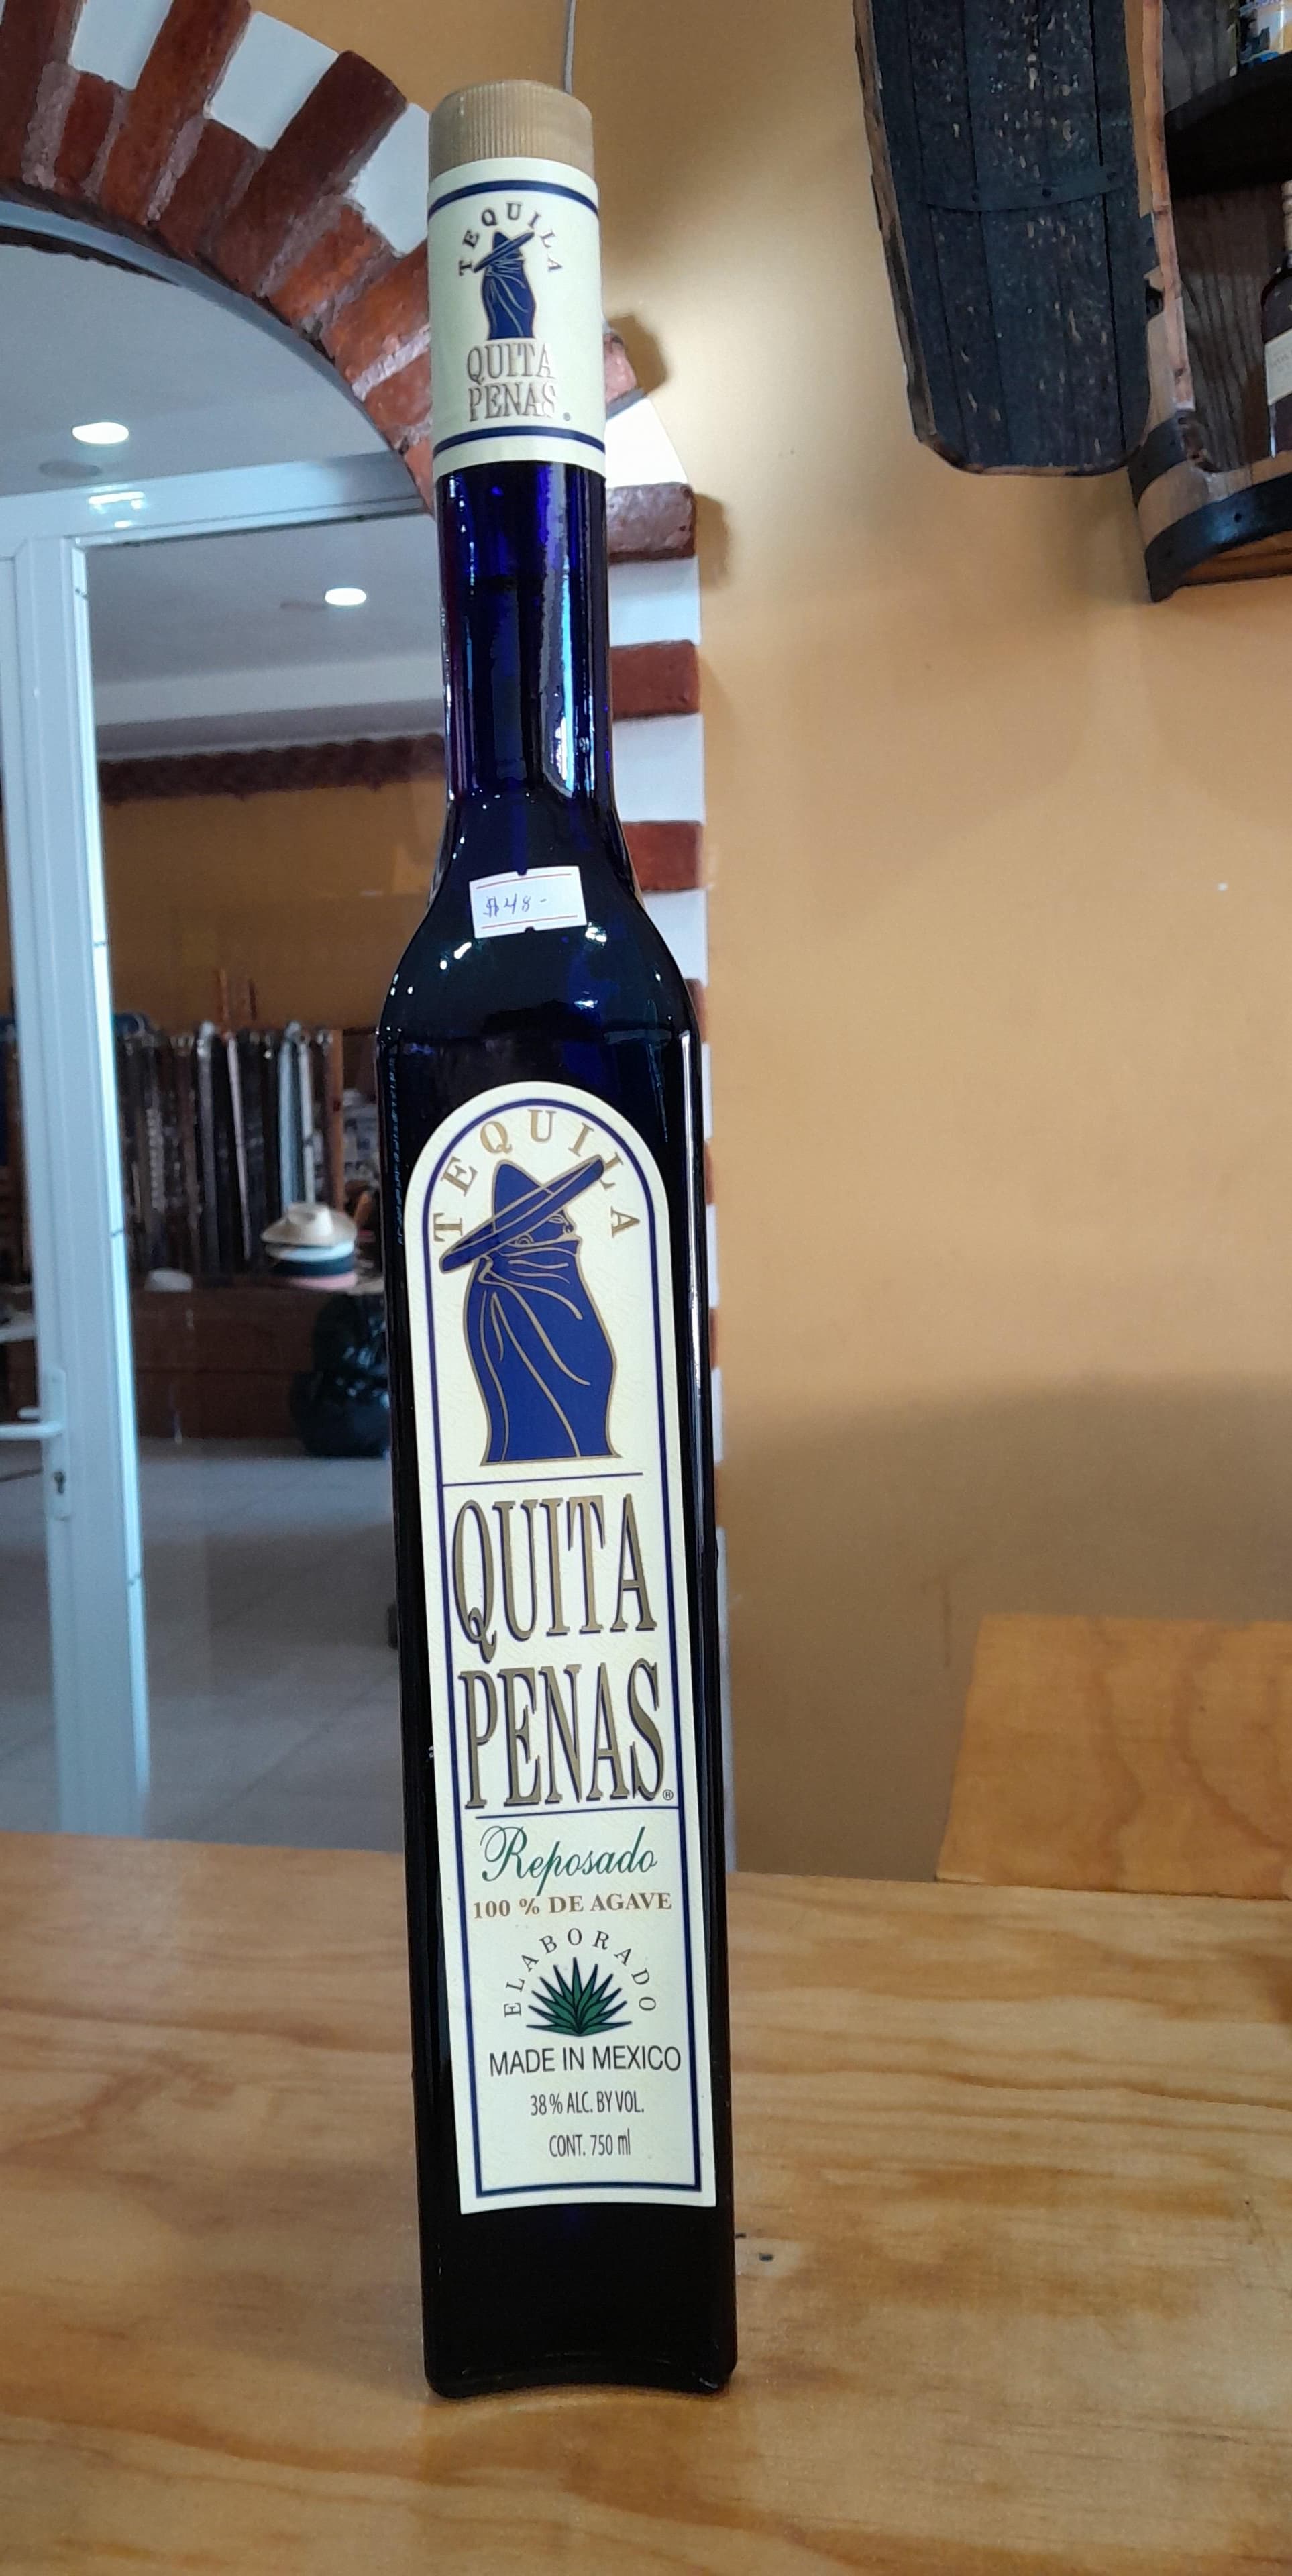 TEQUILA
QUITA
PENAS®
$48-
TEQUILA
QUITA
PENAS®
Reposado
100 % DE AGAVE
ELABORADO
MADE IN MEXICO
38% ALC. BY VOL.
CONT. 750 ml